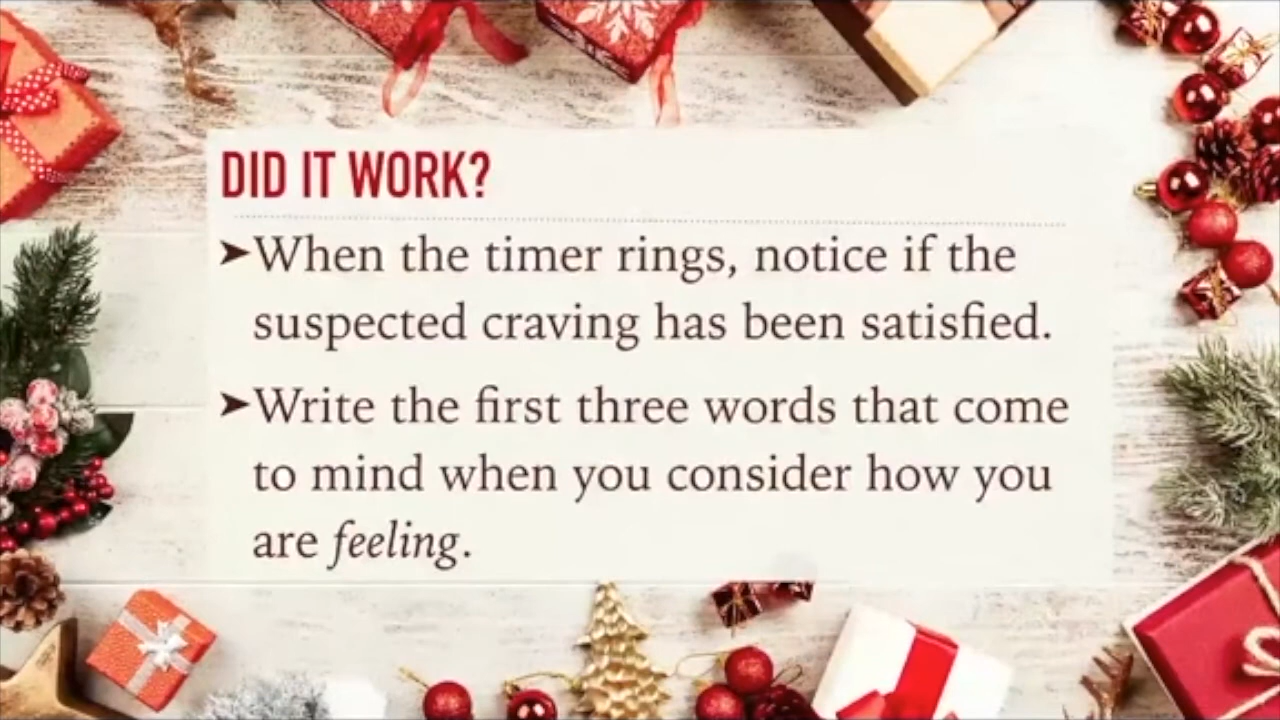 DID IT WORK?
➤When the timer rings, notice if the
suspected craving has been satisfied.
➤Write the first three words that come
to mind when you consider how you
are feeling.